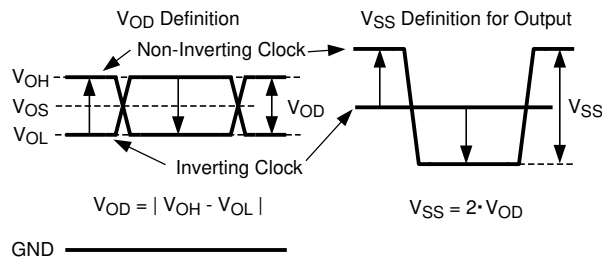 VOD Definition
VSS Definition for Output
Non-Inverting Clock
VOH
VOS
VOL
VOD
VSS
Inverting Clock
VOD = | VOH - VOL |
VSS = 2· VOD
GND